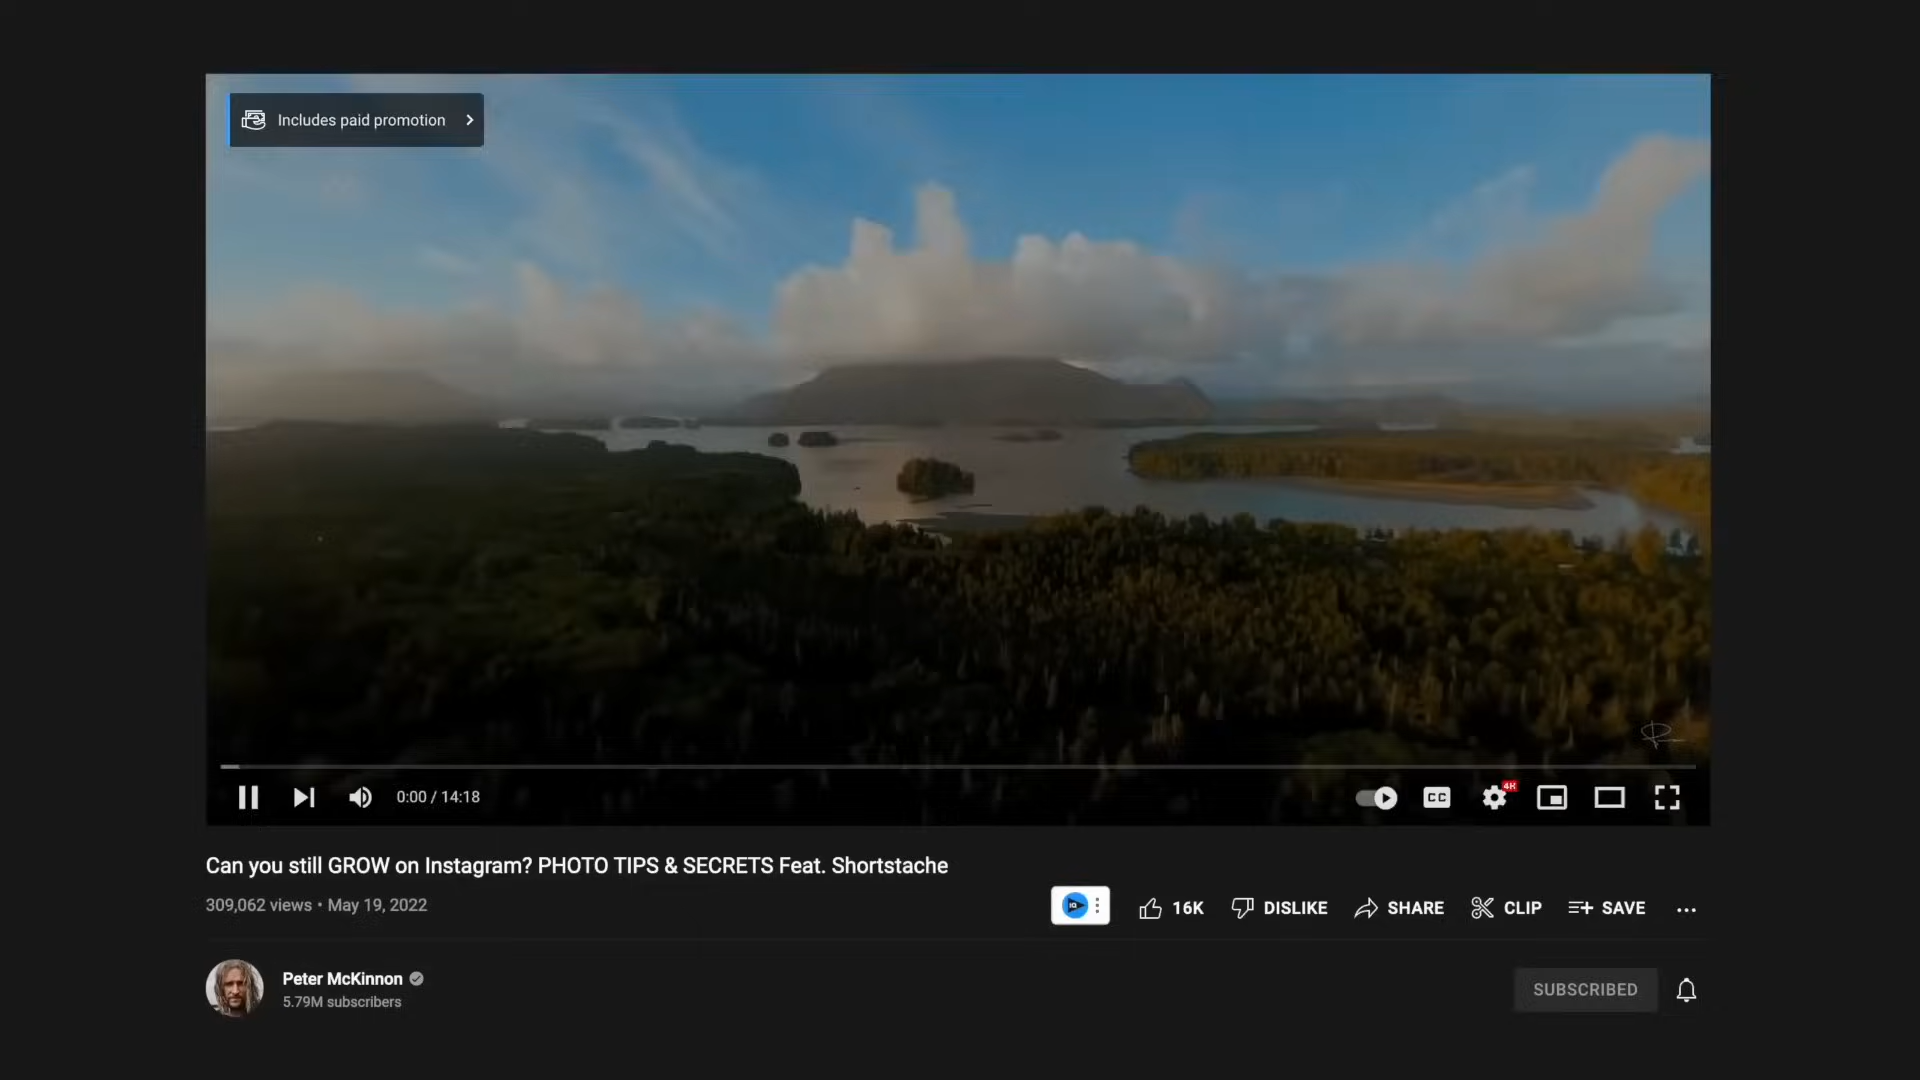 Includes paid promotion
0:00 / 14:18
CC
4K
Can you still GROW on Instagram? PHOTO TIPS & SECRETS Feat. Shortstache
309,062 views • May 19, 2022
IQ
16K
DISLIKE
SHARE
CLIP
SAVE
Peter McKinnon
5.79M subscribers
SUBSCRIBED